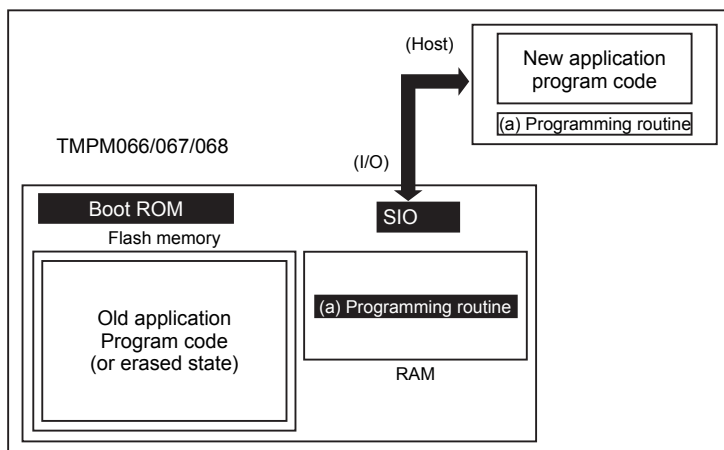 (Host)
New application
program code
(a) Programming routine
TMPM066/067/068
(I/O)
Boot ROM
SIO
Flash memory
(a) Programming routine
Old application
Program code
(or erased state)
RAM